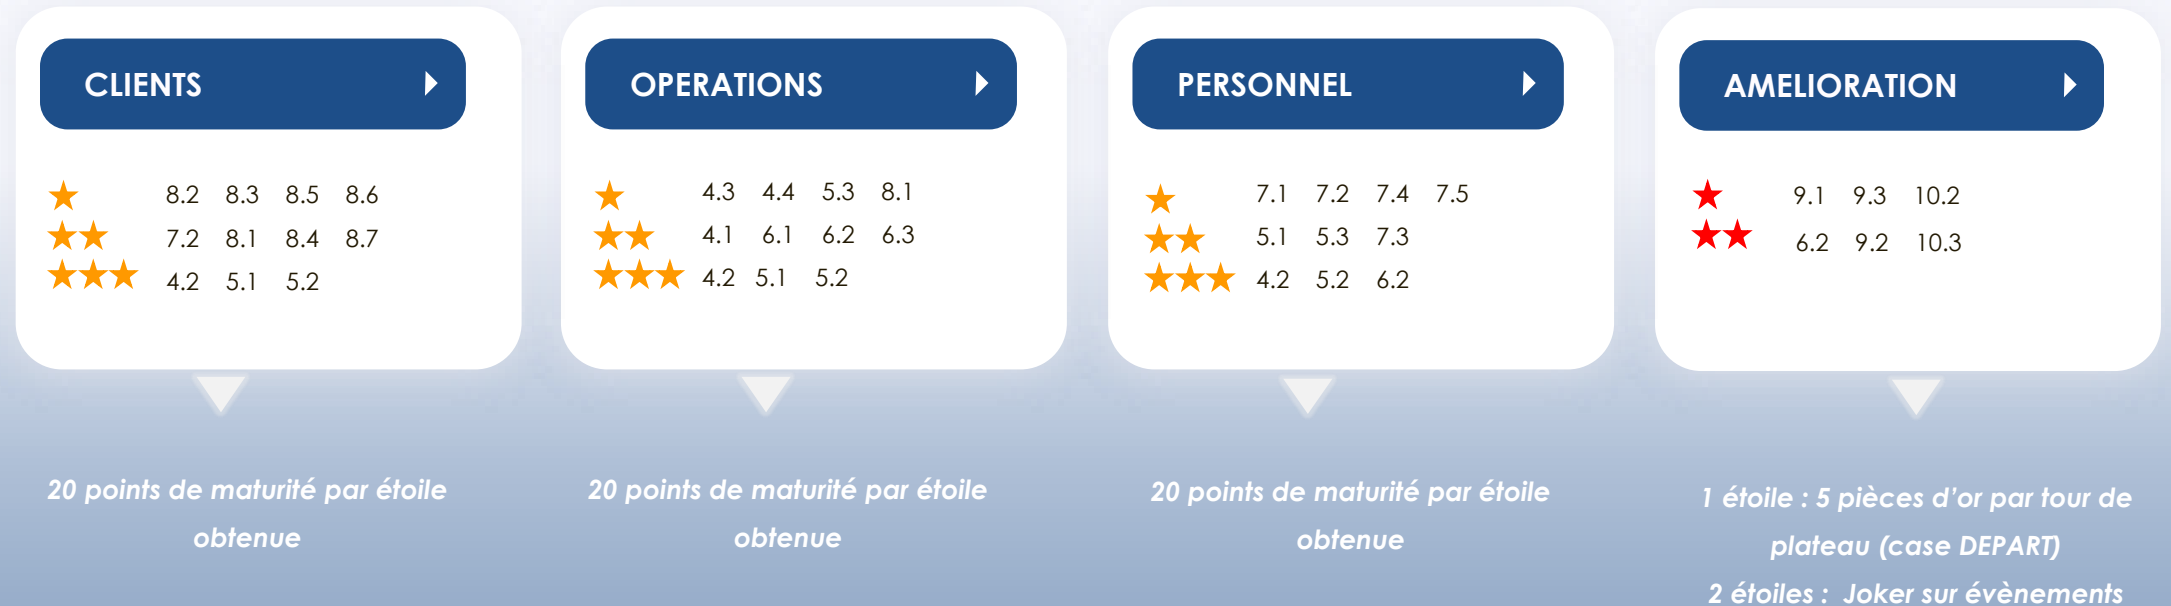 CLIENTS
8.2 8.3 8.5 8.6
7.2 8.1 8.4 8.7
4.2 5.1 5.2
20 points de maturité par étoile
obtenue
OPERATIONS
4.3 4.4 5.3 8.1
4.1 6.1 6.2 6.3
4.2 5.1 5.2
20 points de maturité par étoile
obtenue
PERSONNEL
7.1 7.2 7.4 7.5
5.1 5.3 7.3
4.2 5.2 6.2
20 points de maturité par étoile
obtenue
AMELIORATION
9.1 9.3 10.2
6.2 9.2 10.3
1 étoile : 5 pièces d’or par tour de
plateau (case DEPART)
2 étoiles : Joker sur évènements